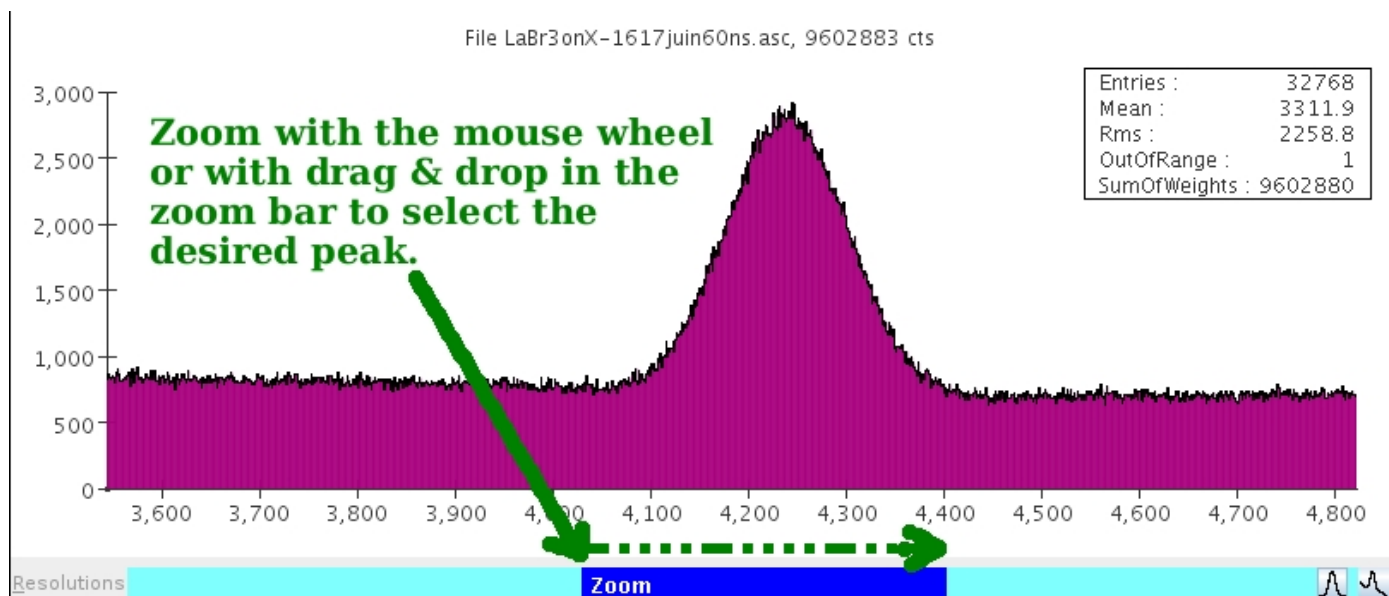 File LaBr3onX-1617juin60ns.asc, 9602883 cts
Entries : 32768
Mean : 3311.9
Rms : 2258.8
OutOfRange : 1
SumOfWeights : 9602880
Zoom with the mouse wheel
or with drag & drop in the
zoom bar to select the
desired peak.
3,000
2,500
2,000
1,500
1,000
500
0
3,600 3,700 3,800 3,900 4,000 4,100 4,200 4,300 4,400 4,500 4,600 4,700 4,800
Resolutions Zoom